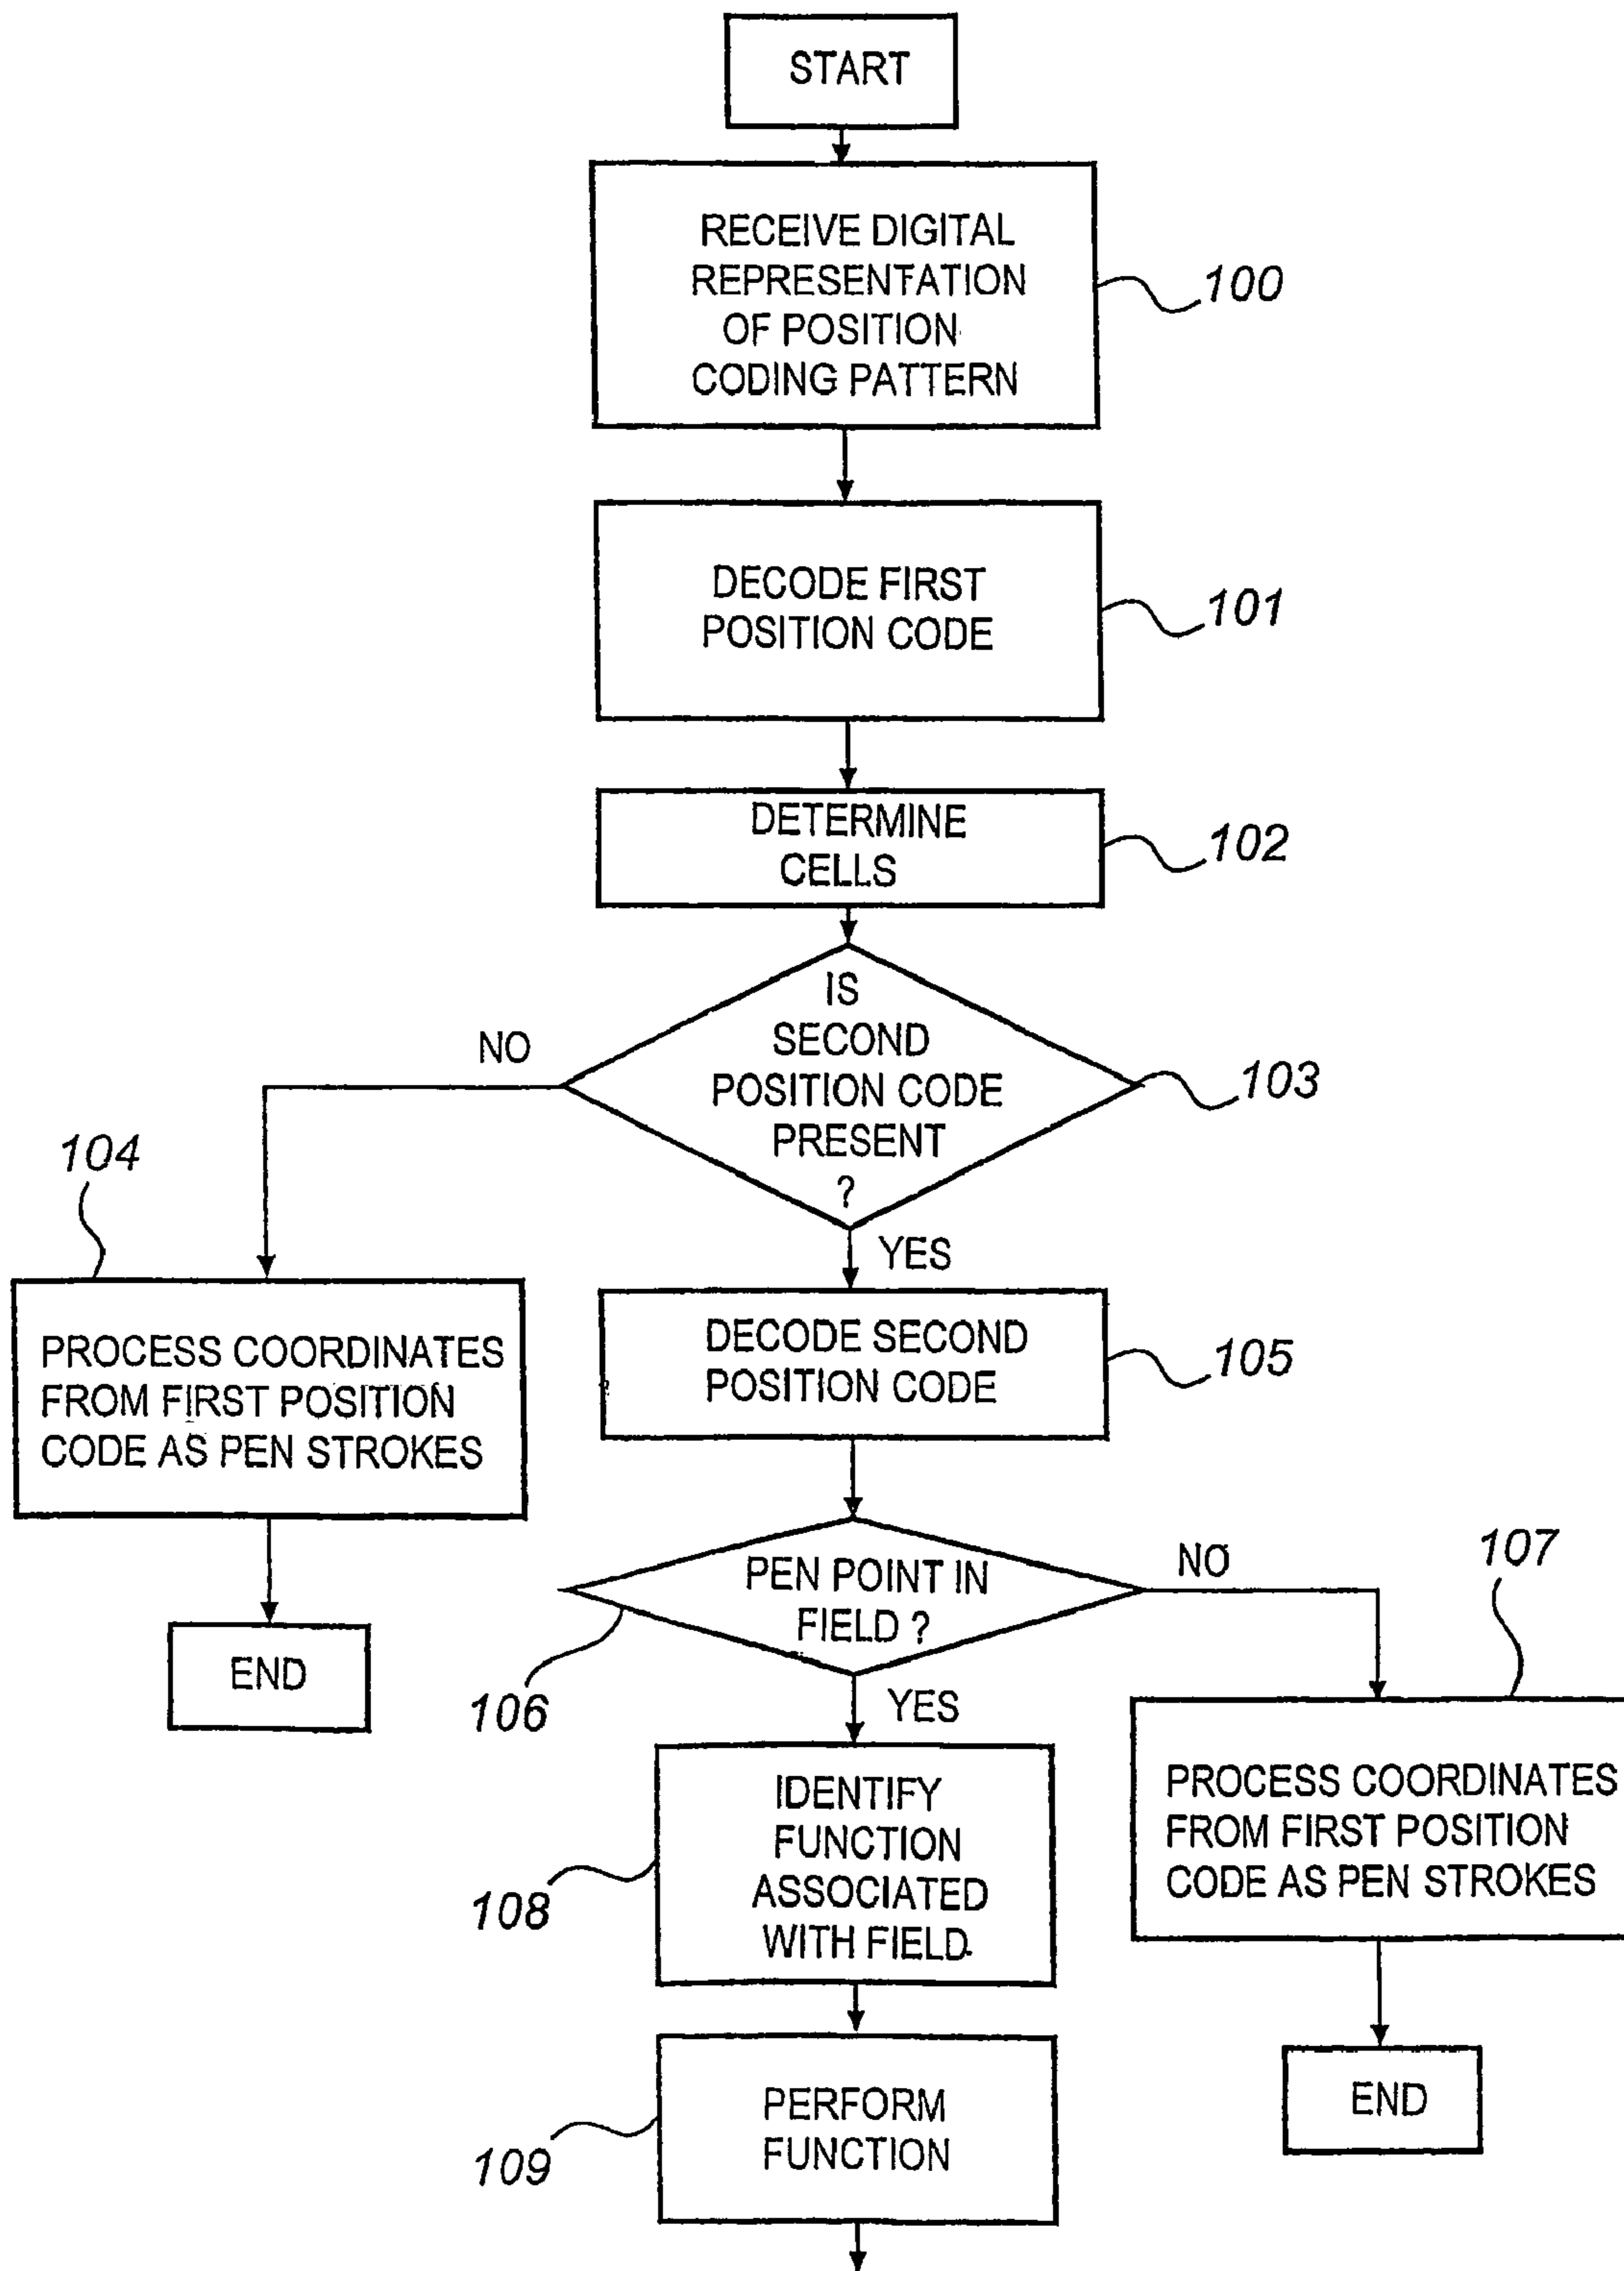 START
RECEIVE DIGITAL
REPRESENTATION
OF POSITION
CODING PATTERN
100
DECODE FIRST
POSITION CODE
101
DETERMINE
CELLS
102
IS
SECOND
POSITION CODE
PRESENT
?
103
NO
YES
104
PROCESS COORDINATES
FROM FIRST POSITION
CODE AS PEN STROKES
END
DECODE SECOND
POSITION CODE
105
PEN POINT IN
FIELD ?
106
NO
YES
107
PROCESS COORDINATES
FROM FIRST POSITION
CODE AS PEN STROKES
END
IDENTIFY
FUNCTION
ASSOCIATED
WITH FIELD
108
PERFORM
FUNCTION
109